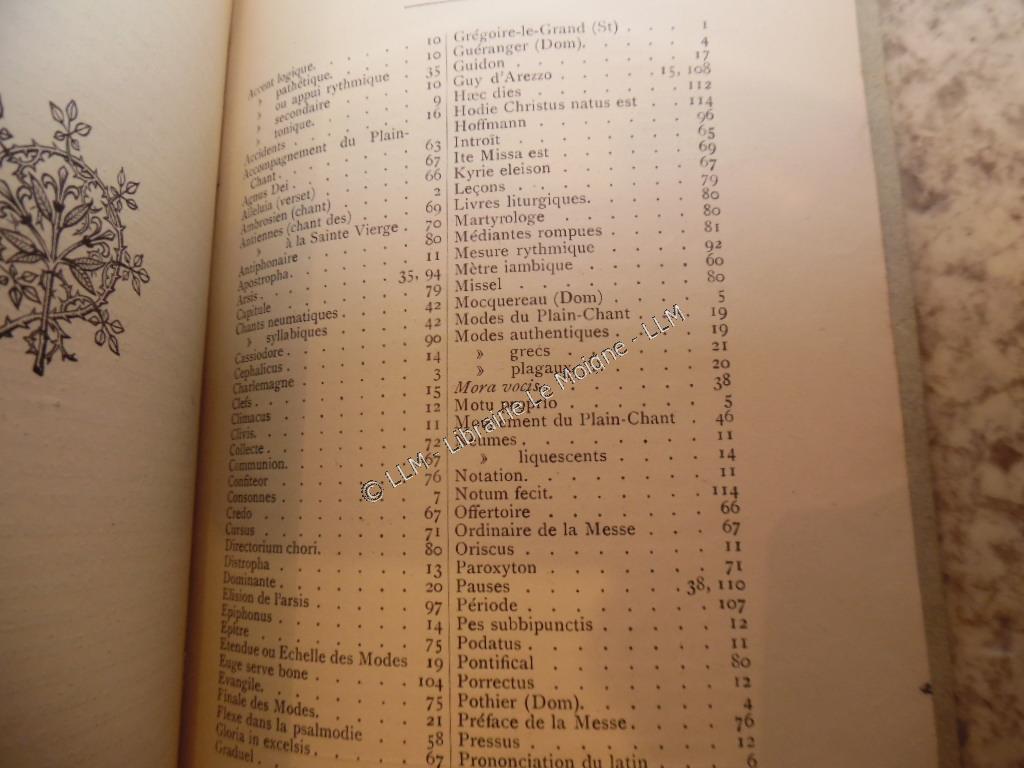 Accent logique. . . . . 10
» pathétique. . . . . 10
» ou appui rythmique . 35
» secondaire . . . . 10
» tonique. . . . . 9
Accidents . . . . . 16
Accompagnement du Plain-
Chant . . . . . 63
Agnus Dei . . . . . 67
Alleluia (verset) . . . . 66
Ambrosien (chant) . . . . 2
Antiennes (chant des) . . . 69
» à la Sainte Vierge . 70
Antiphonaire . . . . . 80
Apostropha . . . . . 11
Arsis . . . . . 35, 94
Capitule . . . . . 79
Chants neumatiques . . . . 42
» syllabiques . . . . 42
Cassiodore . . . . . 90
Cephalicus . . . . . 14
Charlemagne . . . . . 3
Clefs . . . . . 15
Climacus . . . . . 12
Clivis. . . . . . 11
Collecte . . . . . 72
Communion. . . . . 67
Confiteor . . . . . 76
Consonnes . . . . . 7
Credo . . . . . 67
Cursus . . . . . 71
Directorium chori. . . . . 80
Distropha . . . . . 13
Dominante . . . . . 20
Elision de l'arsis . . . . 97
Epiphonus . . . . . 14
Epître . . . . . 75
Etendue ou Echelle des Modes 19
Euge serve bone . . . . 104
Evangile. . . . . . 75
Finale des Modes. . . . . 21
Flexe dans la psalmodie . . 58
Gloria in excelsis . . . . 67
Graduel . . . . .
Grégoire-le-Grand (St) . . . 1
Guéranger (Dom). . . . . 4
Guidon . . . . . 17
Guy d'Arezzo . . . . 15, 108
Hæc dies . . . . . 112
Hodie Christus natus est . . 114
Hoffmann . . . . . 96
Introït . . . . . 65
Ite Missa est . . . . . 69
Kyrie eleison . . . . . 67
Leçons . . . . . 79
Livres liturgiques. . . . . 80
Martyrologe . . . . . 80
Médiantes rompues . . . . 81
Mesure rythmique . . . . 92
Mètre iambique . . . . . 60
Missel . . . . . 80
Mocquereau (Dom) . . . . 5
Modes du Plain-Chant . . . 19
Modes authentiques . . . . 19
» grecs . . . . . 21
» plagaux . . . . . 20
Mora vocis. . . . . . 38
Motu proprio . . . . . 5
Mouvement du Plain-Chant . 46
Neumes . . . . . 11
» liquescents . . . . 14
Notation. . . . . . 11
Notum fecit. . . . . . 114
Offertoire . . . . . 66
Ordinaire de la Messe . . . 67
Oriscus . . . . . 11
Paroxyton . . . . . 71
Pauses . . . . . 38, 110
Période . . . . . 107
Pes subbipunctis . . . . . 12
Podatus . . . . . 11
Pontifical . . . . . 80
Porrectus . . . . . 12
Pothier (Dom). . . . . . 4
Préface de la Messe. . . . . 76
Pressus . . . . . 12
Prononciation du latin . . . 6
© LLM - Librairie Le Moigne - LLM.